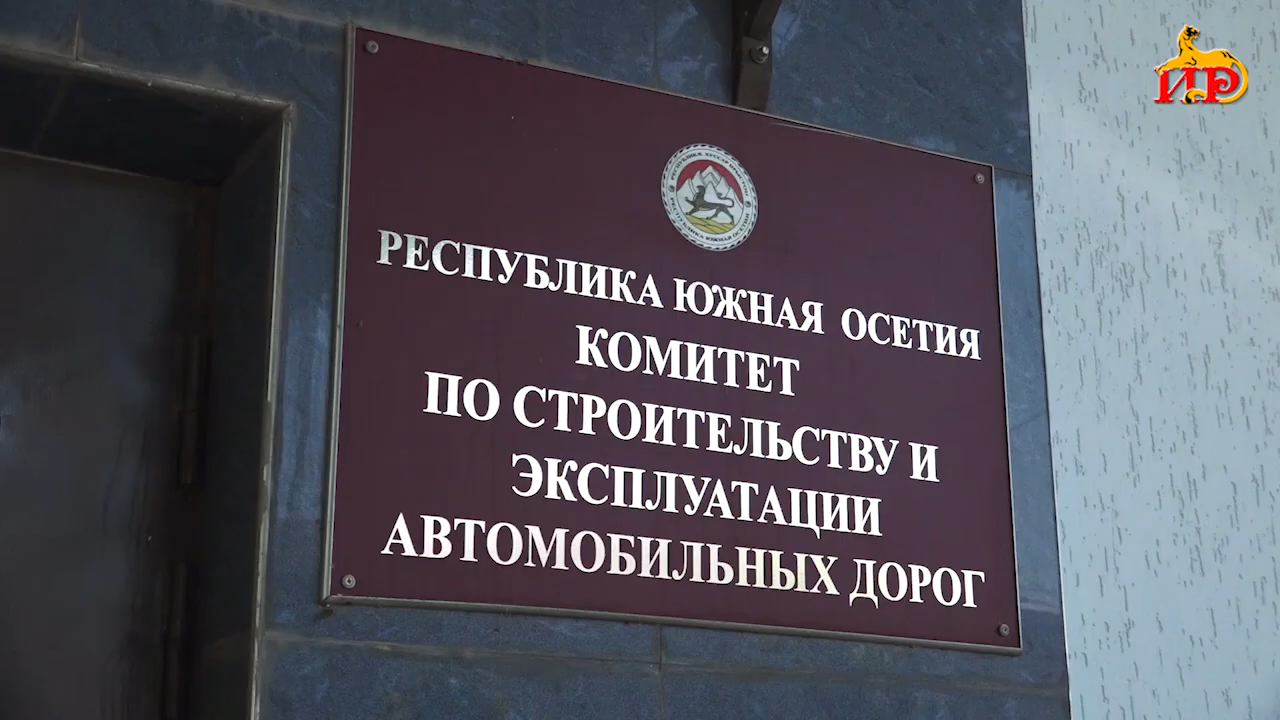 ИР
РЕСПУБЛИКА ЮЖНАЯ ОСЕТИЯ
КОМИТЕТ
ПО СТРОИТЕЛЬСТВУ И
ЭКСПЛУАТАЦИИ
АВТОМОБИЛЬНЫХ ДОРОГ